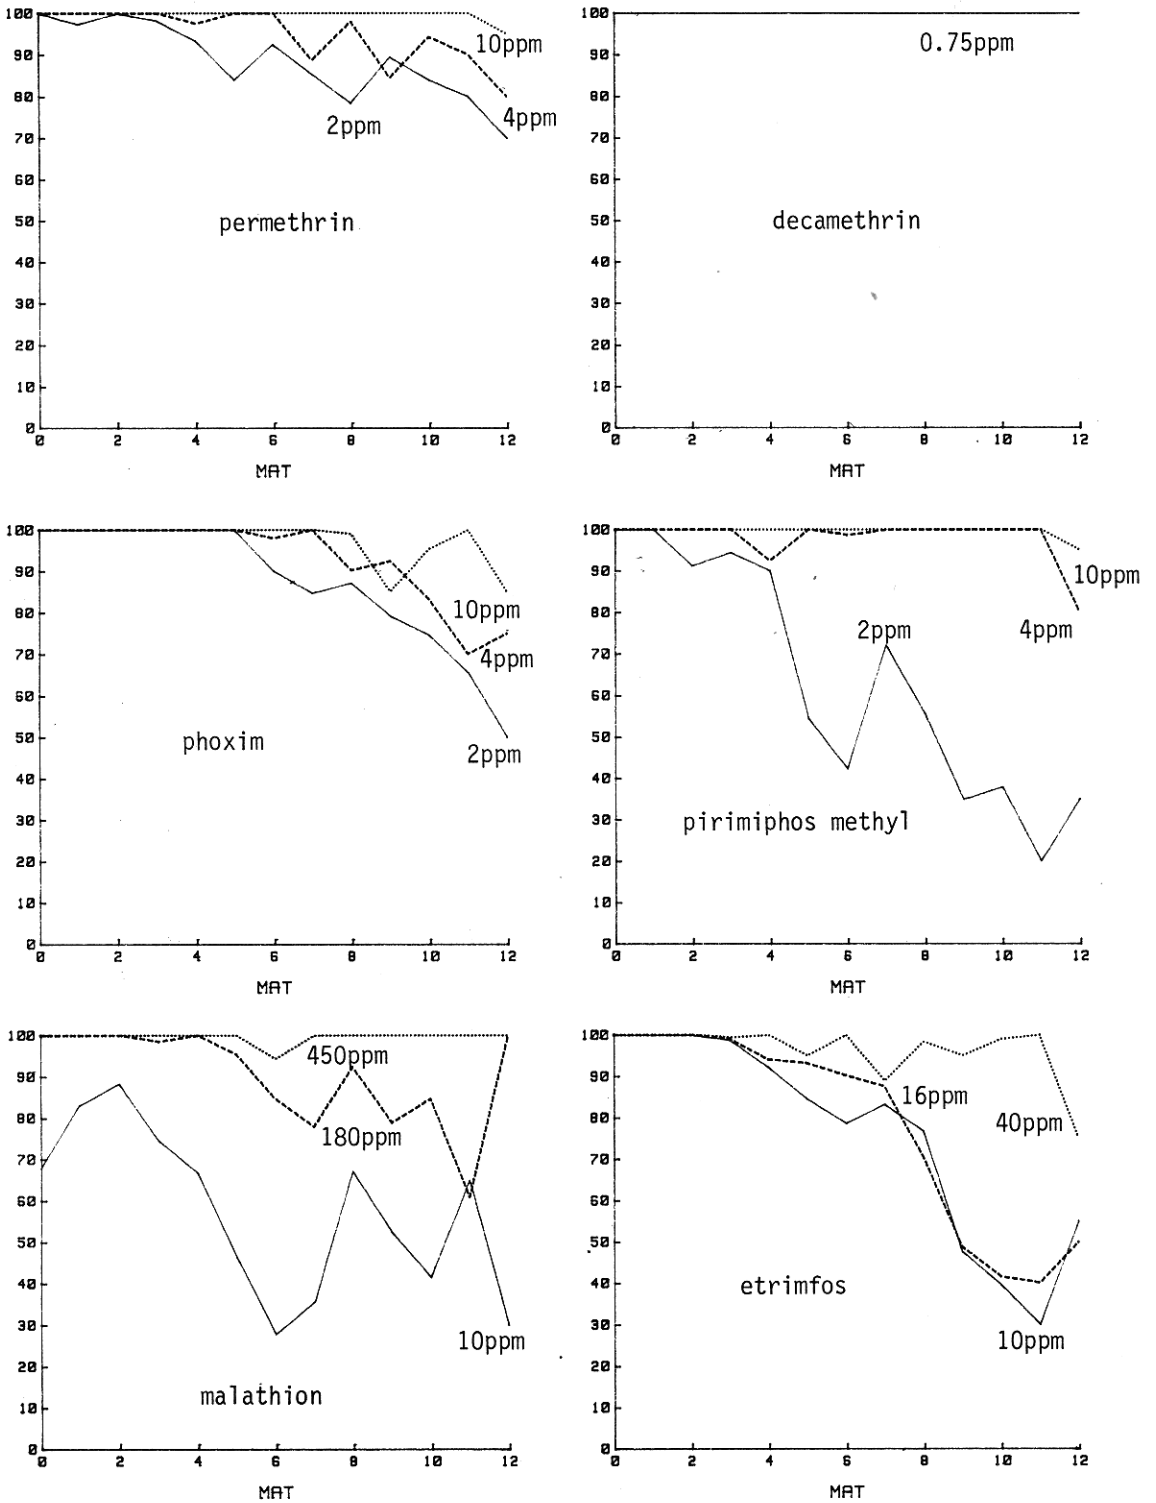 100
90
80
70
60
50
40
30
20
10
0
0 2 4 6 8 10 12
MAT
10ppm
4ppm
2ppm
permethrin
100
90
80
70
60
50
40
30
20
10
0
0 2 4 6 8 10 12
MAT
0.75ppm
decamethrin
100
90
80
70
60
50
40
30
20
10
0
0 2 4 6 8 10 12
MAT
10ppm
4ppm
2ppm
phoxim
100
90
80
70
60
50
40
30
20
10
0
0 2 4 6 8 10 12
MAT
10ppm
4ppm
2ppm
pirimiphos methyl
100
90
80
70
60
50
40
30
20
10
0
0 2 4 6 8 10 12
MAT
450ppm
180ppm
10ppm
malathion
100
90
80
70
60
50
40
30
20
10
0
0 2 4 6 8 10 12
MAT
16ppm
40ppm
etrimfos
10ppm